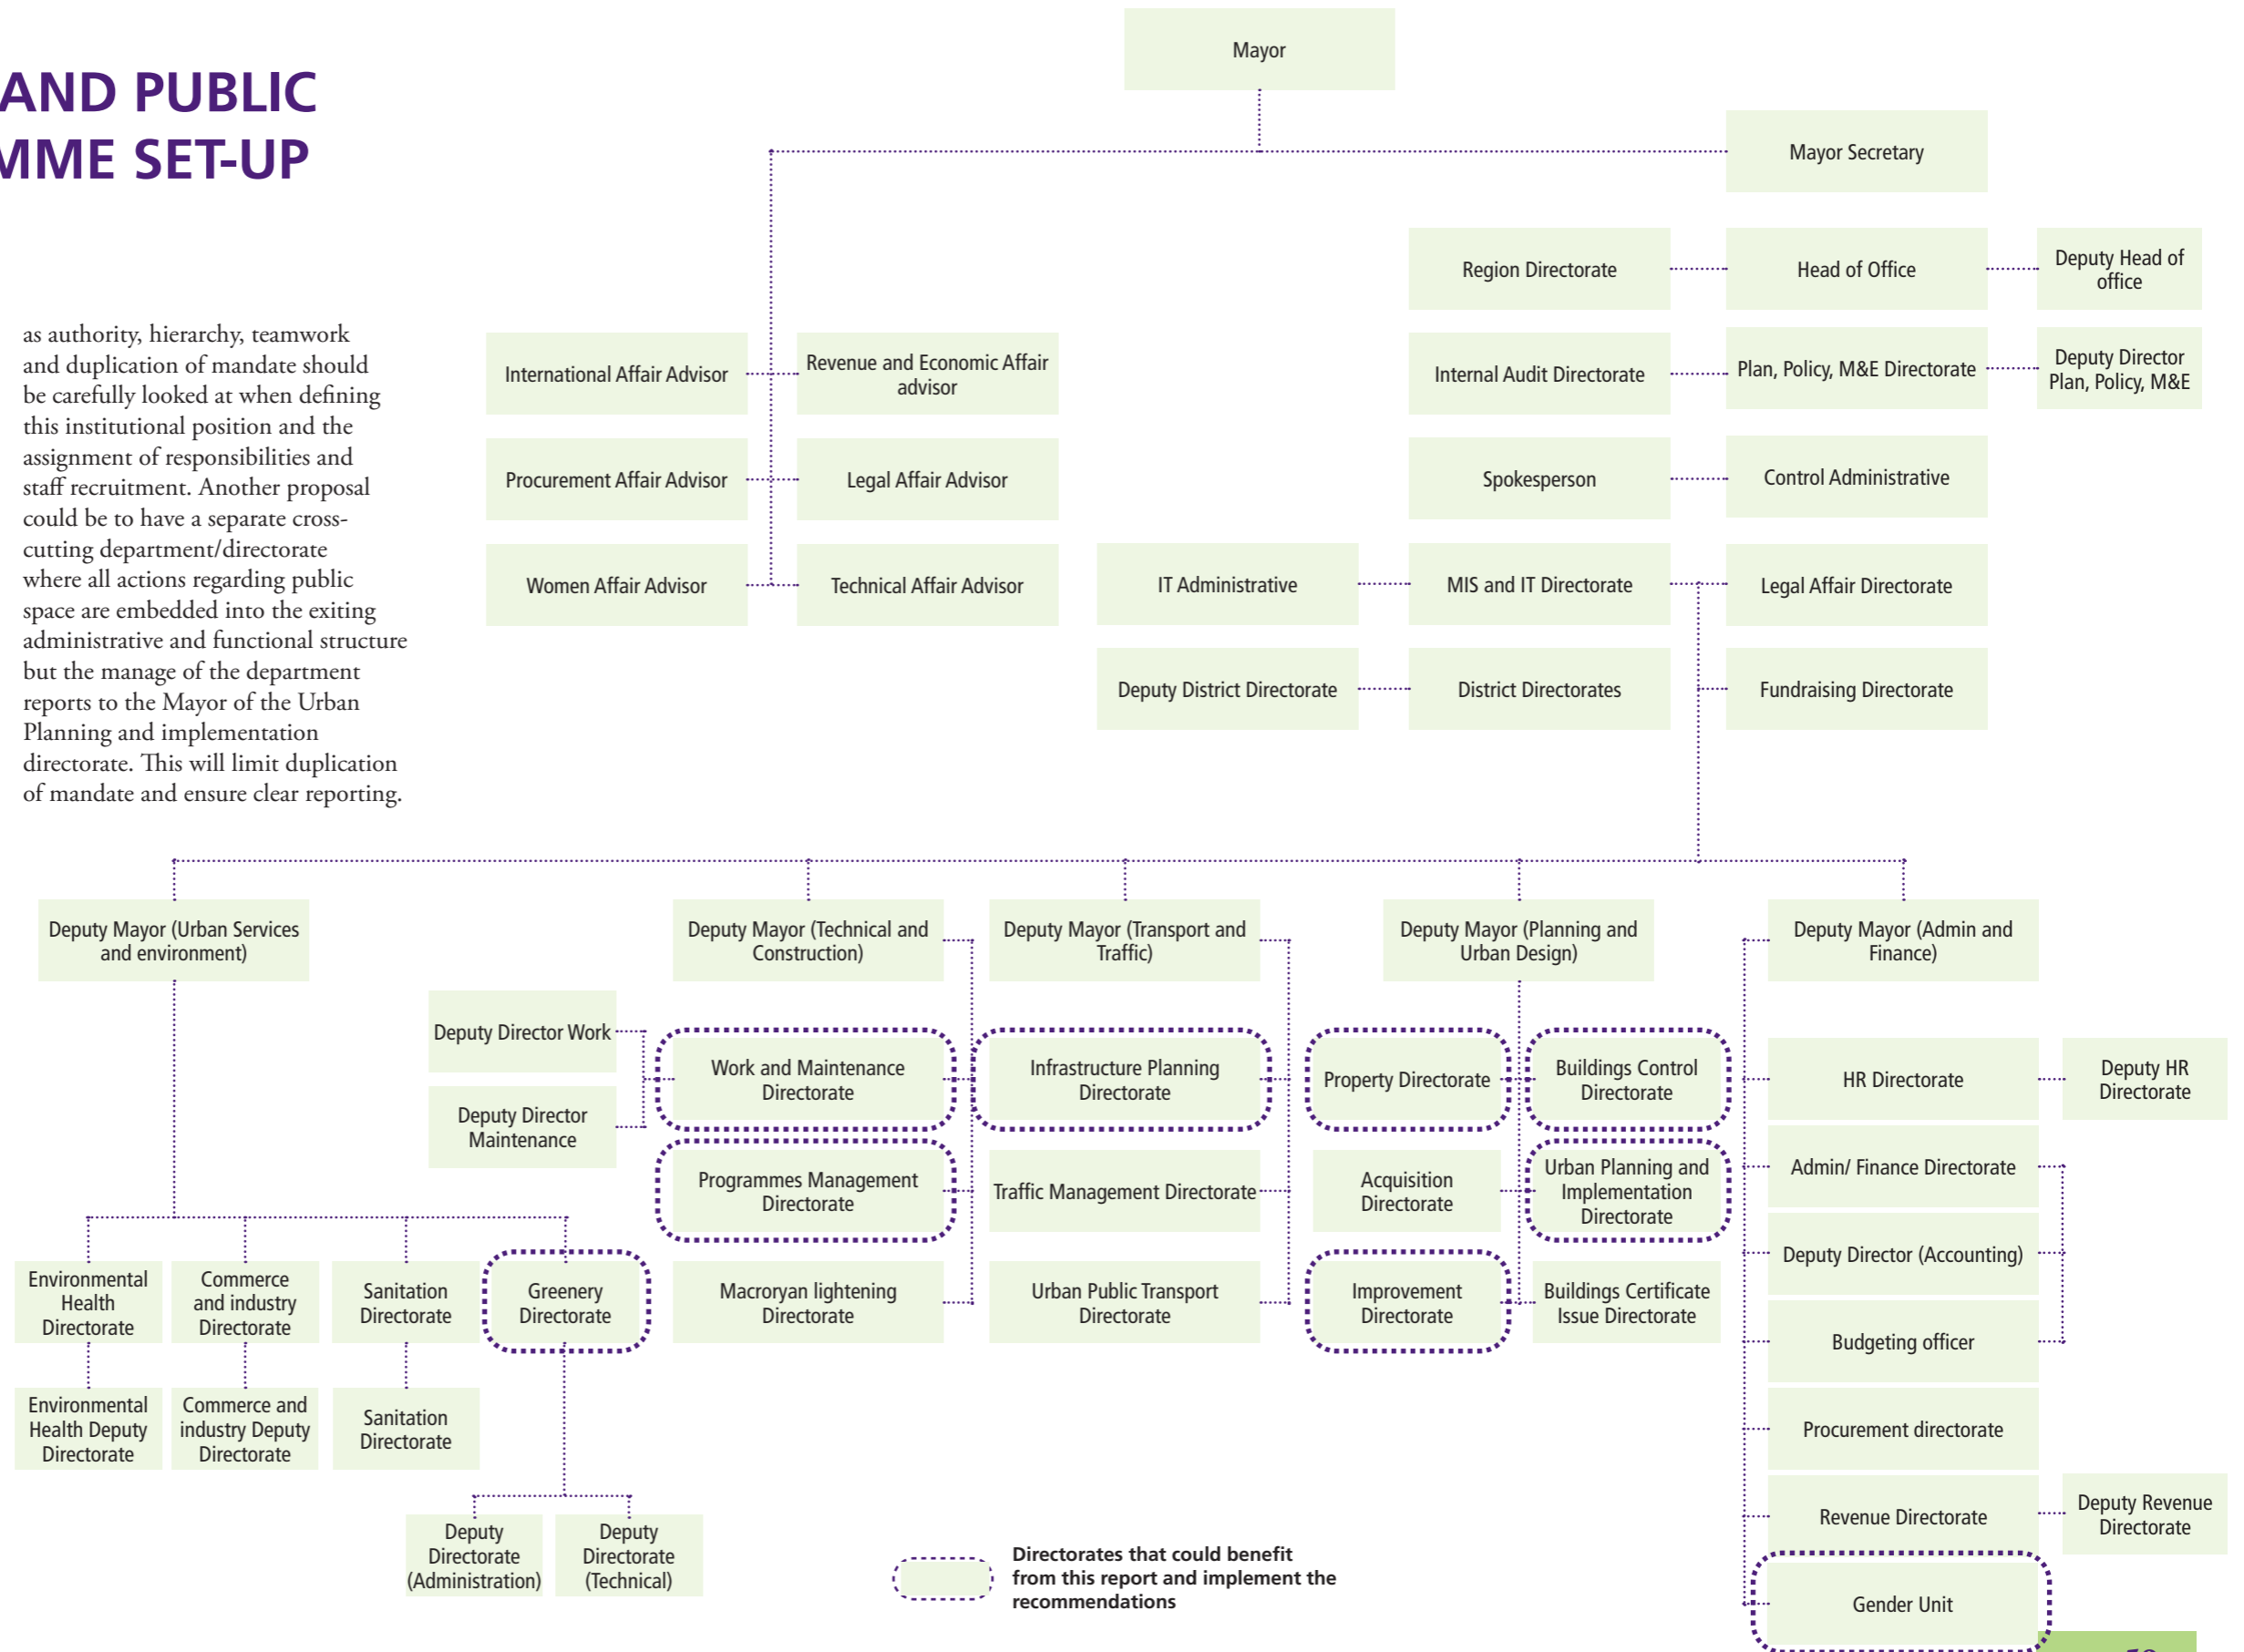 AND PUBLIC
MME SET-UP
as authority, hierarchy, teamwork
and duplication of mandate should
be carefully looked at when defining
this institutional position and the
assignment of responsibilities and
staff recruitment. Another proposal
could be to have a separate cross-
cutting department/directorate
where all actions regarding public
space are embedded into the exiting
administrative and functional structure
but the manage of the department
reports to the Mayor of the Urban
Planning and implementation
directorate. This will limit duplication
of mandate and ensure clear reporting.
Mayor
Mayor Secretary
Region Directorate
Head of Office
Deputy Head of
office
International Affair Advisor
Revenue and Economic Affair
advisor
Internal Audit Directorate
Plan, Policy, M&E Directorate
Deputy Director
Plan, Policy, M&E
Procurement Affair Advisor
Legal Affair Advisor
Spokesperson
Control Administrative
Women Affair Advisor
Technical Affair Advisor
IT Administrative
MIS and IT Directorate
Legal Affair Directorate
Deputy District Directorate
District Directorates
Fundraising Directorate
Deputy Mayor (Urban Services
and environment)
Deputy Mayor (Technical and
Construction)
Deputy Mayor (Transport and
Traffic)
Deputy Mayor (Planning and
Urban Design)
Deputy Mayor (Admin and
Finance)
Deputy Director Work
Deputy Director
Maintenance
Work and Maintenance
Directorate
Infrastructure Planning
Directorate
Property Directorate
Buildings Control
Directorate
HR Directorate
Deputy HR
Directorate
Programmes Management
Directorate
Traffic Management Directorate
Acquisition
Directorate
Urban Planning and
Implementation
Directorate
Admin/ Finance Directorate
Deputy Director (Accounting)
Environmental
Health
Directorate
Commerce
and industry
Directorate
Sanitation
Directorate
Greenery
Directorate
Macroryan lightening
Directorate
Urban Public Transport
Directorate
Improvement
Directorate
Buildings Certificate
Issue Directorate
Budgeting officer
Environmental
Health Deputy
Directorate
Commerce and
industry Deputy
Directorate
Sanitation
Directorate
Procurement directorate
Revenue Directorate
Deputy Revenue
Directorate
Deputy
Directorate
(Administration)
Deputy
Directorate
(Technical)
Directorates that could benefit
from this report and implement the
recommendations
Gender Unit